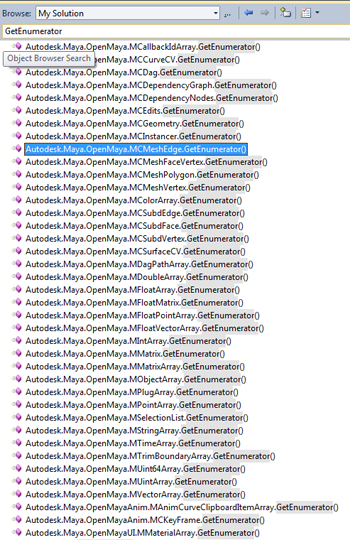 Browse: My Solution
...
GetEnumerator
Autodesk.Maya.OpenMaya.MCallbackIdArray.GetEnumerator()
Object Browser Search
Autodesk.Maya.OpenMaya.MCCurveCV.GetEnumerator()
Autodesk.Maya.OpenMaya.MCDag.GetEnumerator()
Autodesk.Maya.OpenMaya.MCDependencyGraph.GetEnumerator()
Autodesk.Maya.OpenMaya.MCDependencyNodes.GetEnumerator()
Autodesk.Maya.OpenMaya.MCEdits.GetEnumerator()
Autodesk.Maya.OpenMaya.MCGeometry.GetEnumerator()
Autodesk.Maya.OpenMaya.MCInstancer.GetEnumerator()
Autodesk.Maya.OpenMaya.MCMeshEdge.GetEnumerator()
Autodesk.Maya.OpenMaya.MCMeshFaceVertex.GetEnumerator()
Autodesk.Maya.OpenMaya.MCMeshPolygon.GetEnumerator()
Autodesk.Maya.OpenMaya.MCMeshVertex.GetEnumerator()
Autodesk.Maya.OpenMaya.MColorArray.GetEnumerator()
Autodesk.Maya.OpenMaya.MCSubdEdge.GetEnumerator()
Autodesk.Maya.OpenMaya.MCSubdFace.GetEnumerator()
Autodesk.Maya.OpenMaya.MCSubdVertex.GetEnumerator()
Autodesk.Maya.OpenMaya.MCSurfaceCV.GetEnumerator()
Autodesk.Maya.OpenMaya.MDagPathArray.GetEnumerator()
Autodesk.Maya.OpenMaya.MDoubleArray.GetEnumerator()
Autodesk.Maya.OpenMaya.MFloatArray.GetEnumerator()
Autodesk.Maya.OpenMaya.MFloatMatrix.GetEnumerator()
Autodesk.Maya.OpenMaya.MFloatPointArray.GetEnumerator()
Autodesk.Maya.OpenMaya.MFloatVectorArray.GetEnumerator()
Autodesk.Maya.OpenMaya.MIntArray.GetEnumerator()
Autodesk.Maya.OpenMaya.MMatrix.GetEnumerator()
Autodesk.Maya.OpenMaya.MMatrixArray.GetEnumerator()
Autodesk.Maya.OpenMaya.MObjectArray.GetEnumerator()
Autodesk.Maya.OpenMaya.MPlugArray.GetEnumerator()
Autodesk.Maya.OpenMaya.MPointArray.GetEnumerator()
Autodesk.Maya.OpenMaya.MSelectionList.GetEnumerator()
Autodesk.Maya.OpenMaya.MStringArray.GetEnumerator()
Autodesk.Maya.OpenMaya.MTimeArray.GetEnumerator()
Autodesk.Maya.OpenMaya.MTrimBoundaryArray.GetEnumerator()
Autodesk.Maya.OpenMaya.MUint64Array.GetEnumerator()
Autodesk.Maya.OpenMaya.MUintArray.GetEnumerator()
Autodesk.Maya.OpenMaya.MVectorArray.GetEnumerator()
Autodesk.Maya.OpenMayaAnim.MAnimCurveClipboardItemArray.GetEnumerator()
Autodesk.Maya.OpenMayaAnim.MCKeyFrame.GetEnumerator()
Autodesk.Maya.OpenMayaUI.MMaterialArray.GetEnumerator()